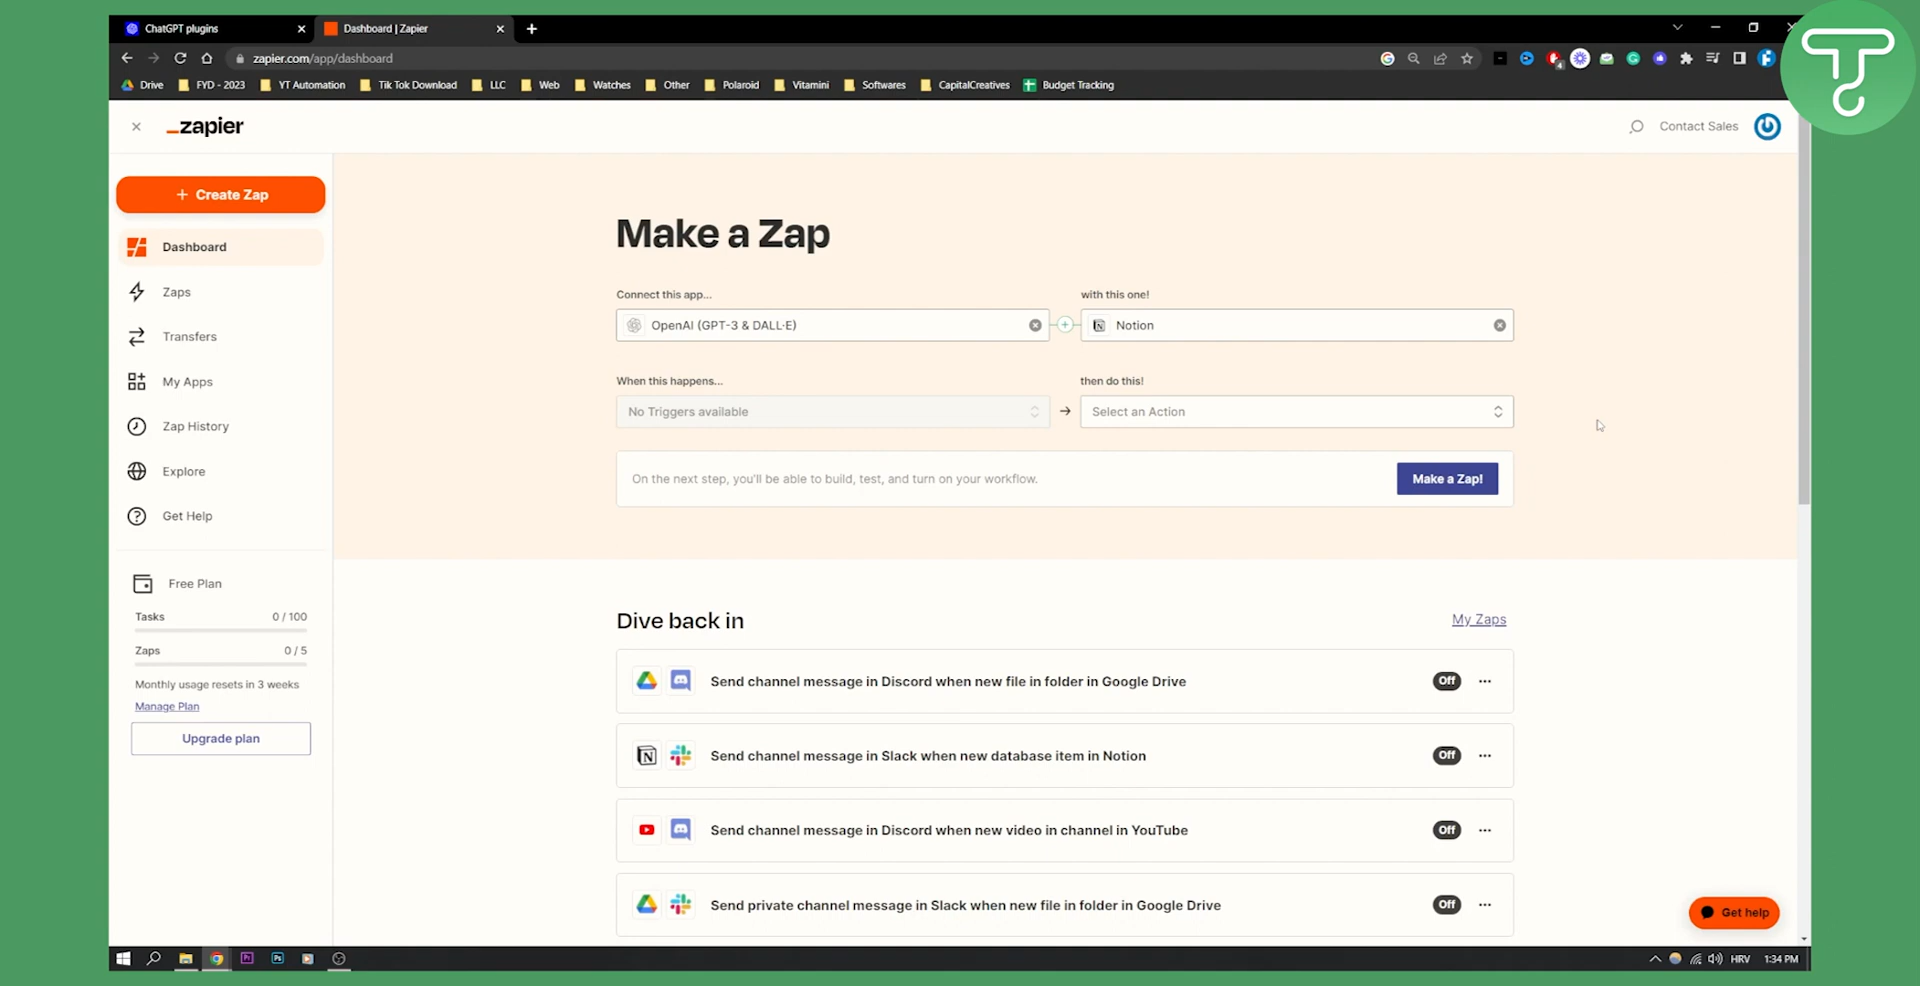 ChatGPT plugins
Dashboard | Zapier
zapier.com/app/dashboard
Drive FYD - 2023 YT Automation Tik Tok Download LLC Web Watches Other Polaroid Vitamini Softwares CapitalCreatives Budget Tracking
zapier
Contact Sales
+ Create Zap
Dashboard
Zaps
Transfers
My Apps
Zap History
Explore
Get Help
Free Plan
Tasks 0 / 100
Zaps 0 / 5
Monthly usage resets in 3 weeks
Manage Plan
Upgrade plan
Make a Zap
Connect this app... with this one!
OpenAI (GPT-3 & DALL·E) Notion
When this happens... then do this!
No Triggers available Select an Action
On the next step, you'll be able to build, test, and turn on your workflow. Make a Zap!
Dive back in My Zaps
Send channel message in Discord when new file in folder in Google Drive Off
Send channel message in Slack when new database item in Notion Off
Send channel message in Discord when new video in channel in YouTube Off
Send private channel message in Slack when new file in folder in Google Drive Off
Get help
HRV 1:34 PM